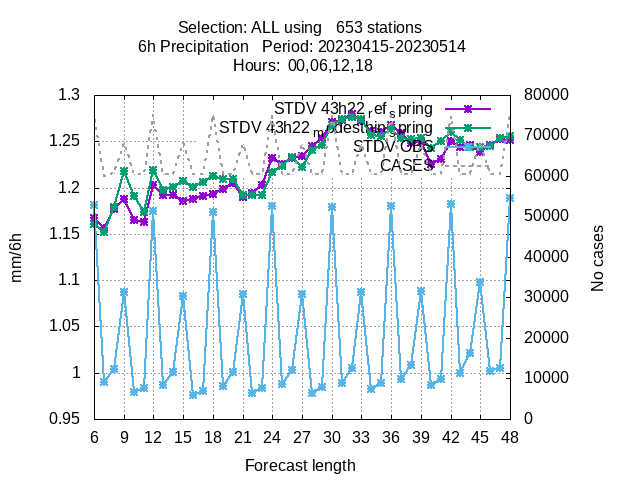 Selection: ALL using   653 stations
6h Precipitation   Period: 20230415-20230514
Hours:  00,06,12,18
STDV 43h22_ref_spring
STDV 43h22_modesthinispring
STDV OBS
CASES
1.3
1.25
1.2
1.15
1.1
1.05
1
0.95
mm/6h
80000
70000
60000
50000
40000
30000
20000
10000
0
No cases
6 9 12 15 18 21 24 27 30 33 36 39 42 45 48
Forecast length